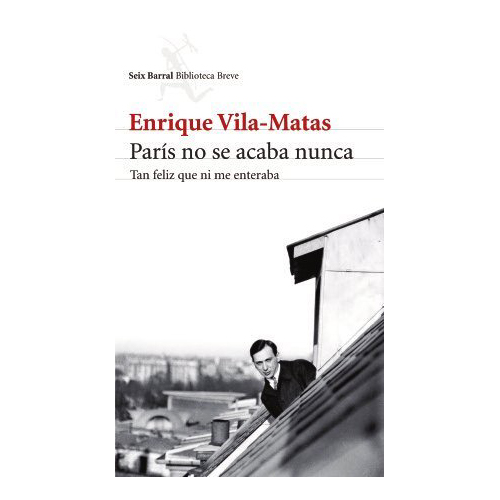 Seix Barral Biblioteca Breve
Enrique Vila-Matas
París no se acaba nunca
Tan feliz que ni me enteraba